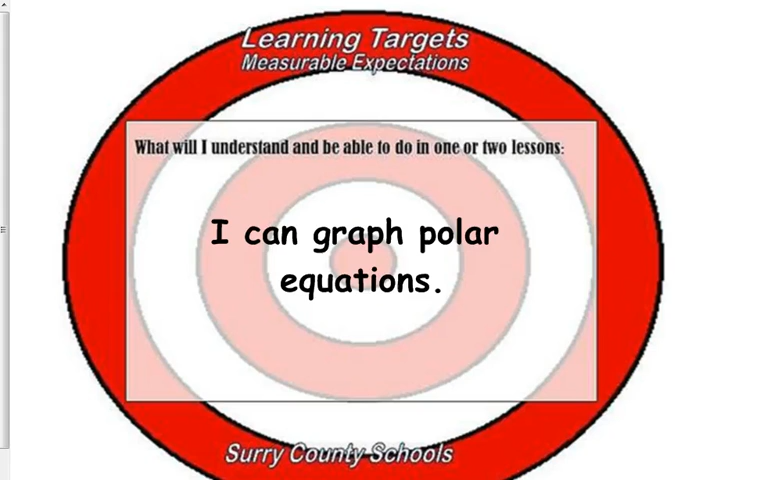 Learning Targets
Measurable Expectations
What will I understand and be able to do in one or two lessons:
I can graph polar
equations.
Surry County Schools